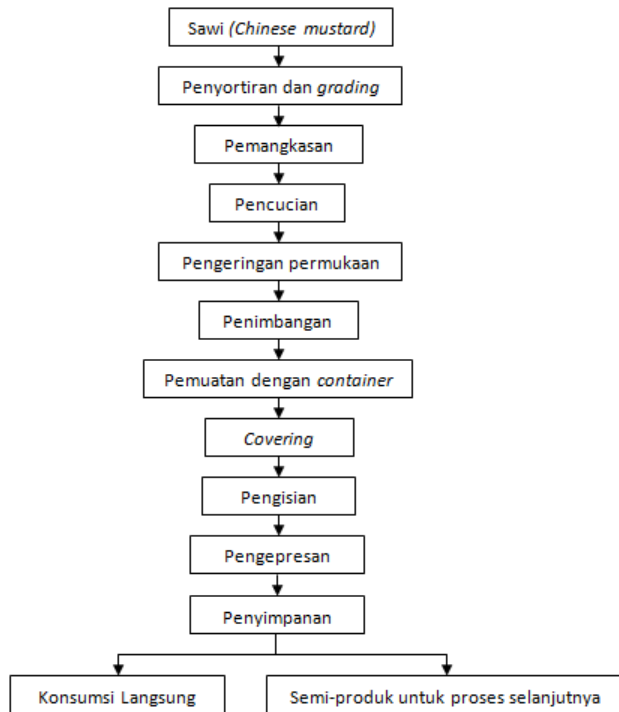 Sawi (Chinese mustard)
Penyortiran dan grading
Pemangkasan
Pencucian
Pengeringan permukaan
Penimbangan
Pemuatan dengan container
Covering
Pengisian
Pengepresan
Penyimpanan
Konsumsi Langsung
Semi-produk untuk proses selanjutnya